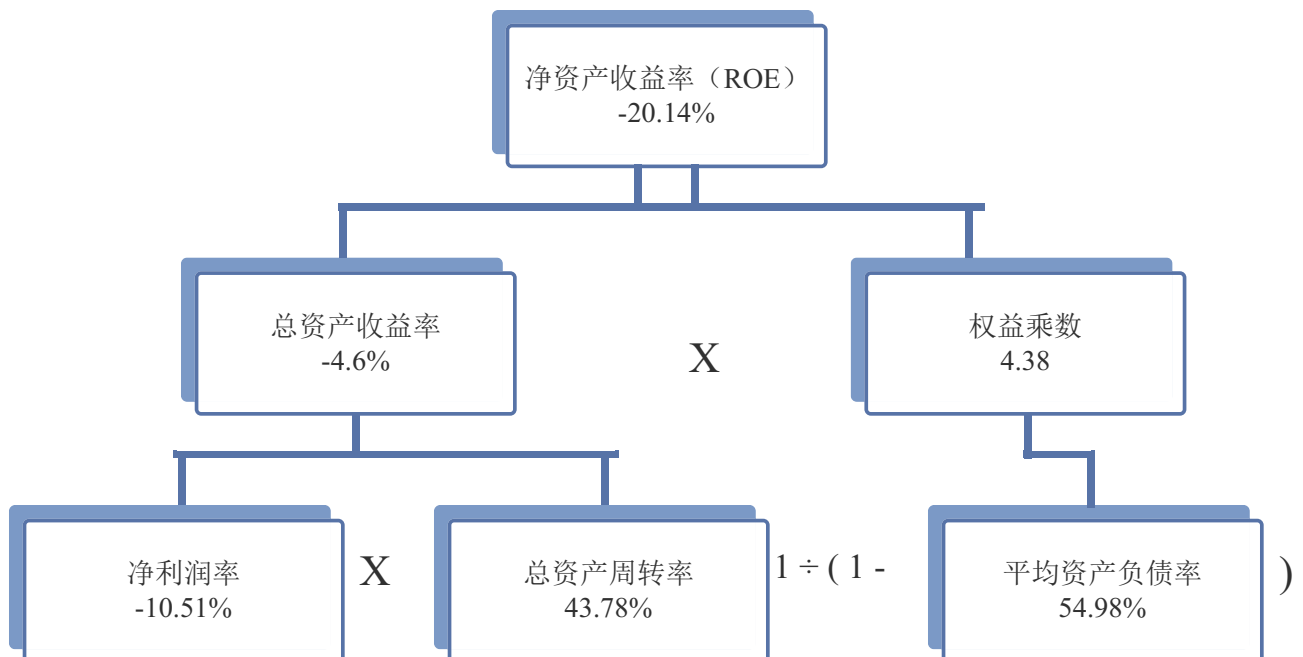 净资产收益率（ROE）
-20.14%
总资产收益率
-4.6%
X
权益乘数
4.38
净利润率
-10.51%
X
总资产周转率
43.78%
1 ÷ ( 1 -
平均资产负债率
54.98%
)